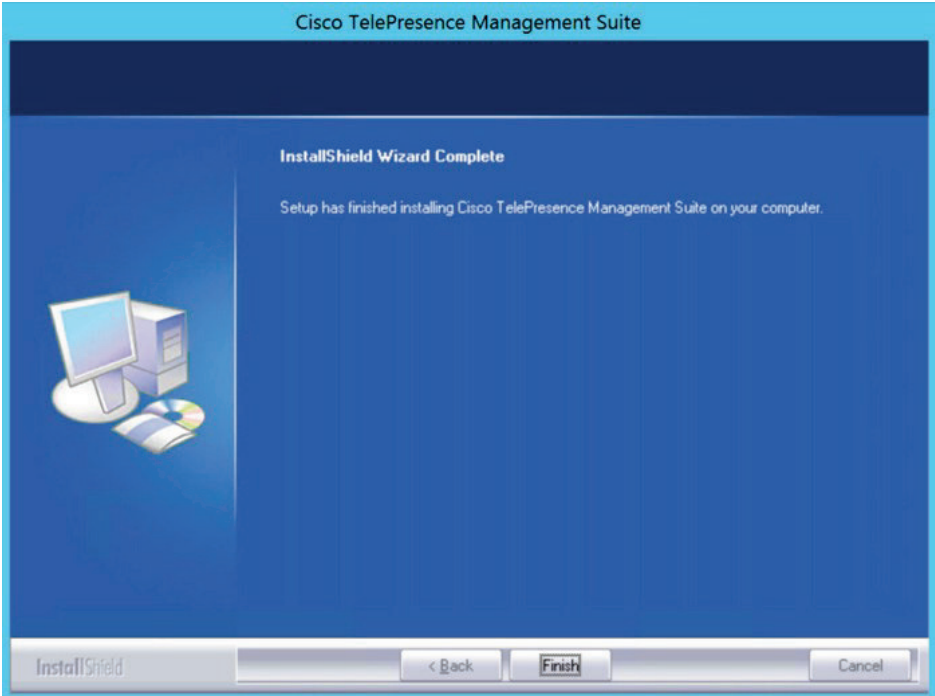 Cisco TelePresence Management Suite
InstallShield Wizard Complete
Setup has finished installing Cisco TelePresence Management Suite on your computer.
InstallShield
< Back
Finish
Cancel